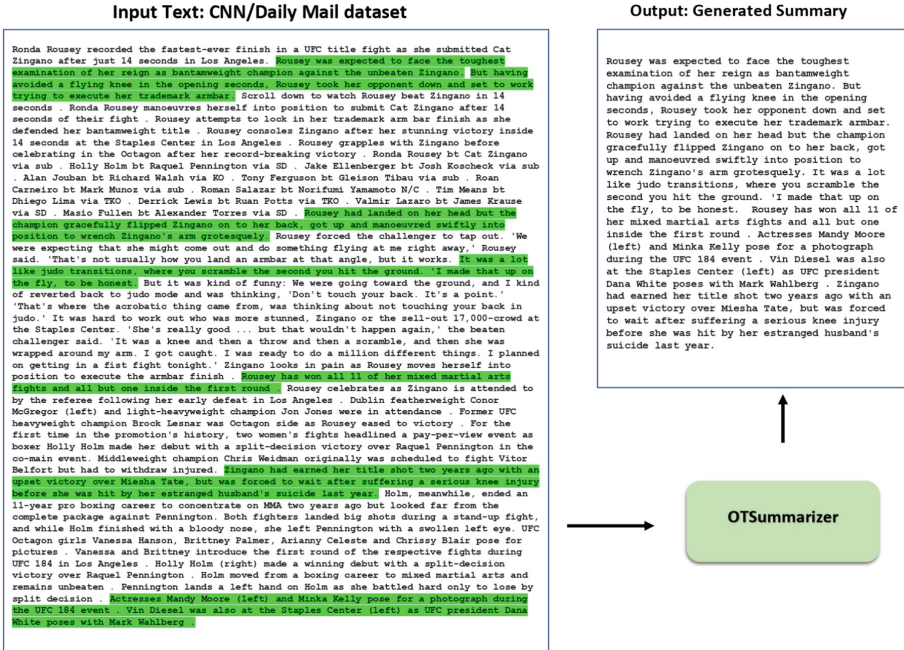 Input Text: CNN/Daily Mail dataset
Ronda Rousey recorded the fastest-ever finish in a UFC title fight as she submitted Cat
Zingano after just 14 seconds in Los Angeles. Rousey was expected to face the toughest
examination of her reign as bantamweight champion against the unbeaten Zingano. But having
avoided a flying knee in the opening seconds, Rousey took her opponent down and set to work
trying to execute her trademark armbar. Scroll down to watch Rousey beat Zingano in 14
seconds . Ronda Rousey manoeuvres herself into position to submit Cat Zingano after 14
seconds of their fight . Rousey attempts to lock in her trademark arm bar finish as she
defended her bantamweight title . Rousey consoles Zingano after her stunning victory inside
14 seconds at the Staples Center in Los Angeles . Rousey grapples with Zingano before
celebrating in the Octagon after her record-breaking victory . Ronda Rousey bt Cat Zingano
via sub . Holly Holm bt Raquel Pennington via SD . Jake Ellenberger bt Josh Koscheck via sub
. Alan Jouban bt Richard Walsh via KO . Tony Ferguson bt Gleison Tibau via sub . Roan
Carneiro bt Mark Munoz via sub . Roman Salazar bt Norifumi Yamamoto N/C . Tim Means bt
Dhiego Lima via TKO . Derrick Lewis bt Ruan Potts via TKO . Valmir Lazaro bt James Krause
via SD . Masio Fullen bt Alexander Torres via SD . Rousey had landed on her head but the
champion gracefully flipped Zingano on to her back, got up and manoeuvred swiftly into
position to wrench Zingano's arm grotesquely. Rousey forced the challenger to tap out. 'We
were expecting that she might come out and do something flying at me right away,' Rousey
said. 'That's not usually how you land an armbar at that angle, but it works. It was a lot
like judo transitions, where you scramble the second you hit the ground. 'I made that up on
the fly, to be honest. But it was kind of funny: We were going toward the ground, and I kind
of reverted back to judo mode and was thinking, 'Don't touch your back. It's a point.'
'That's where the acrobatic thing came from, was thinking about not touching your back in
judo.' It was hard to work out who was more stunned, Zingano or the sell-out 17,000-crowd at
the Staples Center. 'She's really good ... but that wouldn't happen again,' the beaten
challenger said. 'It was a knee and then a throw and then a scramble, and then she was
wrapped around my arm. I got caught. I was ready to do a million different things. I planned
on getting in a fist fight tonight.' Zingano looks in pain as Rousey moves herself into
position to execute the armbar finish . Rousey has won all 11 of her mixed martial arts
fights and all but one inside the first round . Rousey celebrates as Zingano is attended to
by the referee following her early defeat in Los Angeles . Dublin featherweight Conor
McGregor (left) and light-heavyweight champion Jon Jones were in attendance . Former UFC
heavyweight champion Brock Lesnar was Octagon side as Rousey eased to victory . For the
first time in the promotion's history, two women's fights headlined a pay-per-view event as
boxer Holly Holm made her debut with a split-decision victory over Raquel Pennington in the
co-main event. Middleweight champion Chris Weidman originally was scheduled to fight Vitor
Belfort but had to withdraw injured. Zingano had earned her title shot two years ago with an
upset victory over Miesha Tate, but was forced to wait after suffering a serious knee injury
before she was hit by her estranged husband's suicide last year. Holm, meanwhile, ended an
11-year pro boxing career to concentrate on MMA two years ago but looked far from the
complete package against Pennington. Both fighters landed big shots during a stand-up fight,
and while Holm finished with a bloody nose, she left Pennington with a swollen left eye. UFC
Octagon girls Vanessa Hanson, Brittney Palmer, Arianny Celeste and Chrissy Blair pose for
pictures . Vanessa and Brittney introduce the first round of the respective fights during
UFC 184 in Los Angeles . Holly Holm (right) made a winning debut with a split-decision
victory over Raquel Pennington . Holm moved from a boxing career to mixed martial arts and
remains unbeaten . Pennington lands a left hand on Holm as she battled hard only to lose by
split decision . Actresses Mandy Moore (left) and Minka Kelly pose for a photograph during
the UFC 184 event . Vin Diesel was also at the Staples Center (left) as UFC president Dana
White poses with Mark Wahlberg .
Output: Generated Summary
Rousey was expected to face the toughest
examination of her reign as bantamweight
champion against the unbeaten Zingano. But
having avoided a flying knee in the opening
seconds, Rousey took her opponent down and set
to work trying to execute her trademark armbar.
Rousey had landed on her head but the champion
gracefully flipped Zingano on to her back, got
up and manoeuvred swiftly into position to
wrench Zingano's arm grotesquely. It was a lot
like judo transitions, where you scramble the
second you hit the ground. 'I made that up on
the fly, to be honest. Rousey has won all 11 of
her mixed martial arts fights and all but one
inside the first round . Actresses Mandy Moore
(left) and Minka Kelly pose for a photograph
during the UFC 184 event . Vin Diesel was also
at the Staples Center (left) as UFC president
Dana White poses with Mark Wahlberg . Zingano
had earned her title shot two years ago with an
upset victory over Miesha Tate, but was forced
to wait after suffering a serious knee injury
before she was hit by her estranged husband's
suicide last year.
OTSummarizer